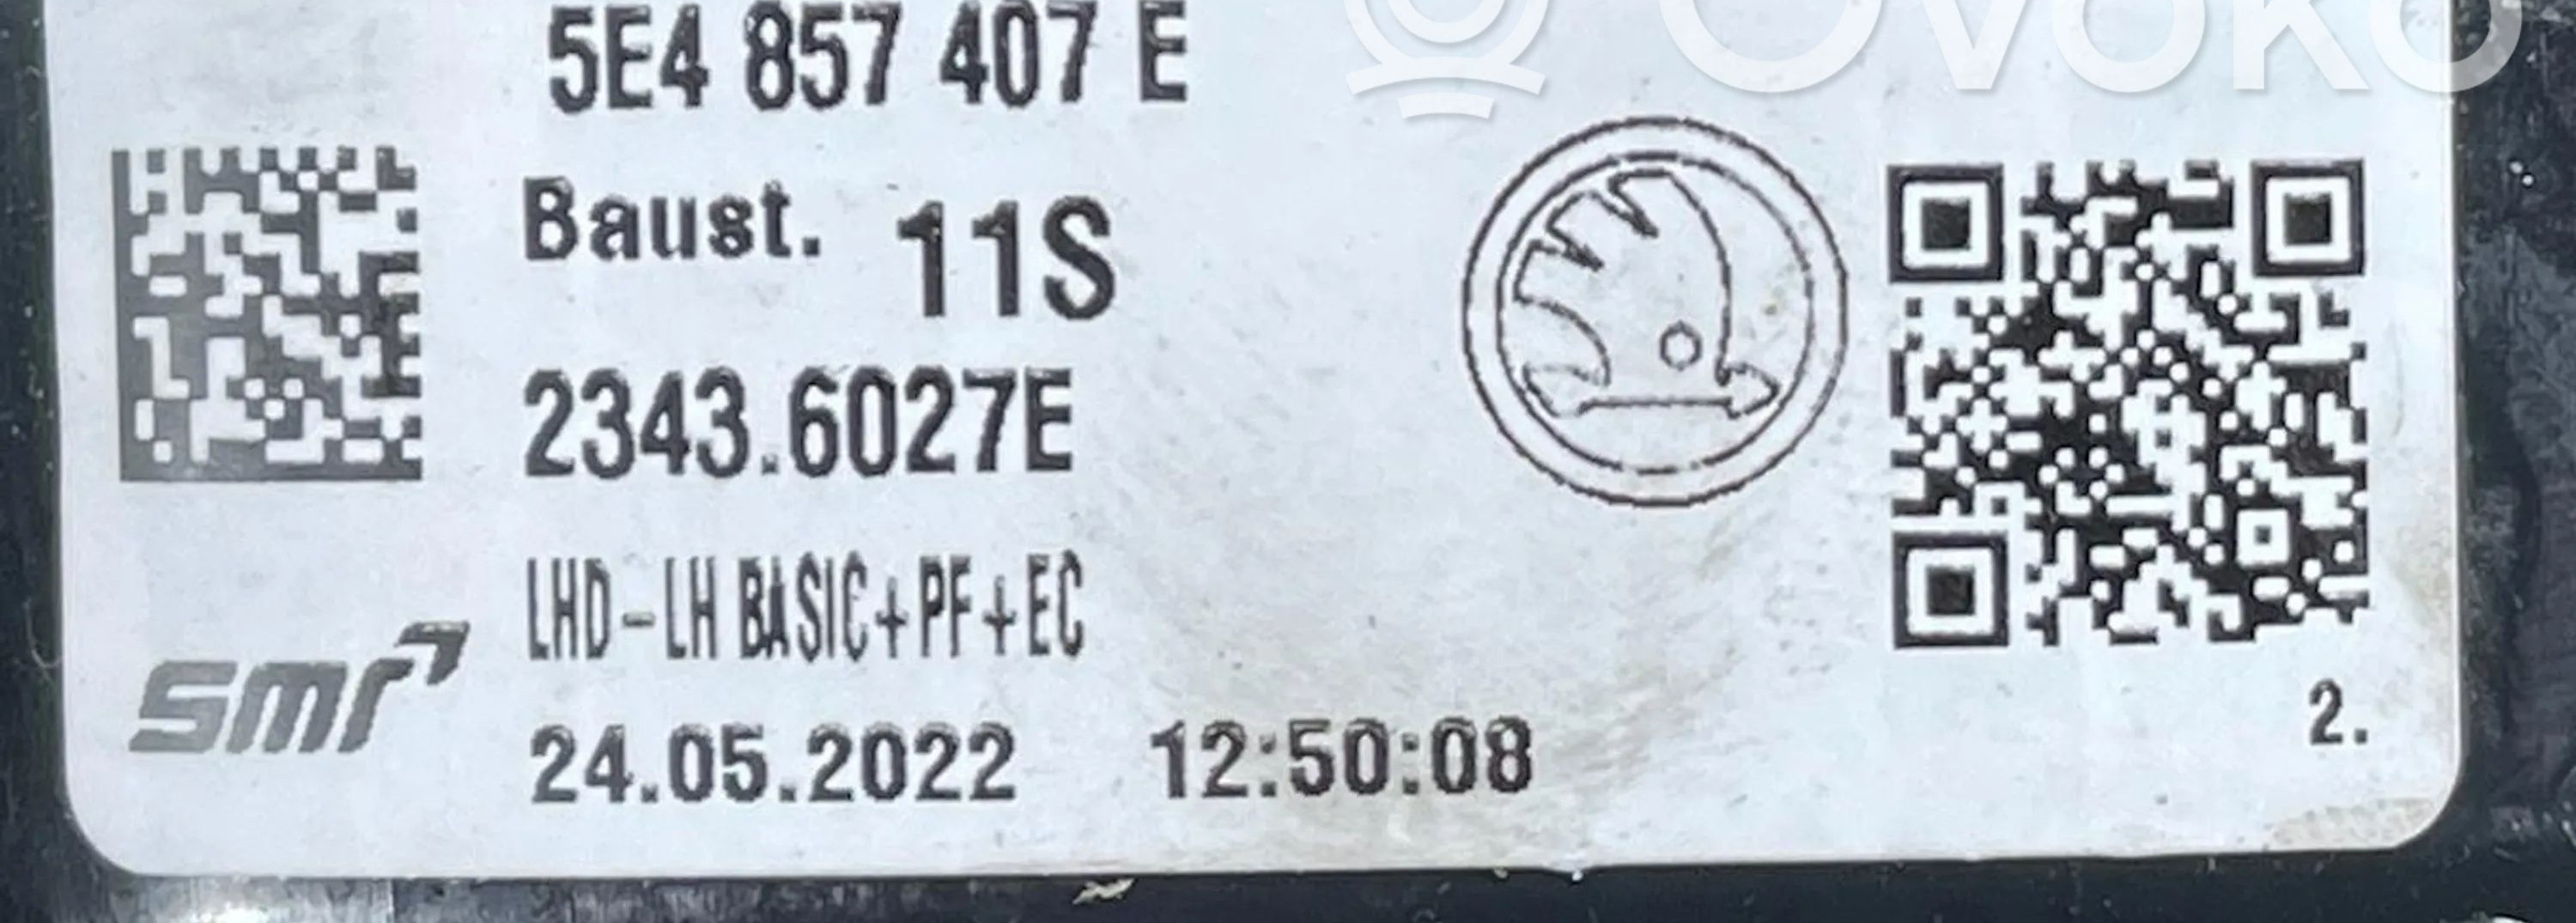 OVOKO
5E4 857 407 E
Baust. 11S
2343.6027E
LHD-LH BASIC+PF+EC
smr
24.05.2022 12:50:08
2.